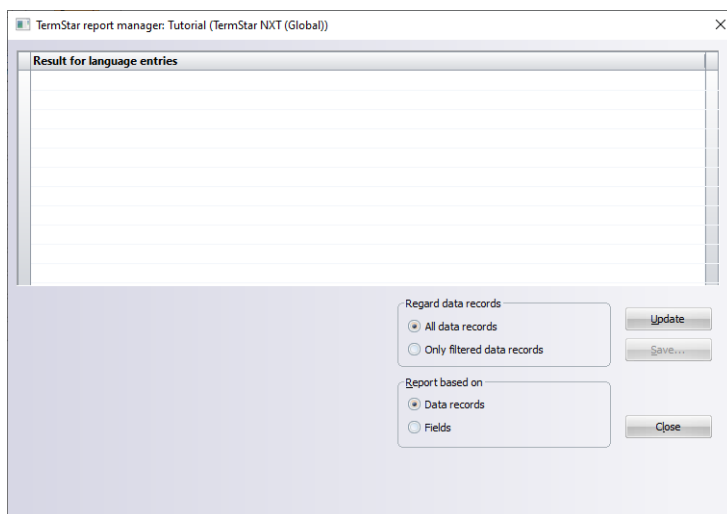 TermStar report manager: Tutorial (TermStar NXT (Global))
Result for language entries
Regard data records
All data records
Only filtered data records
Update
Save...
Report based on
Data records
Fields
Close